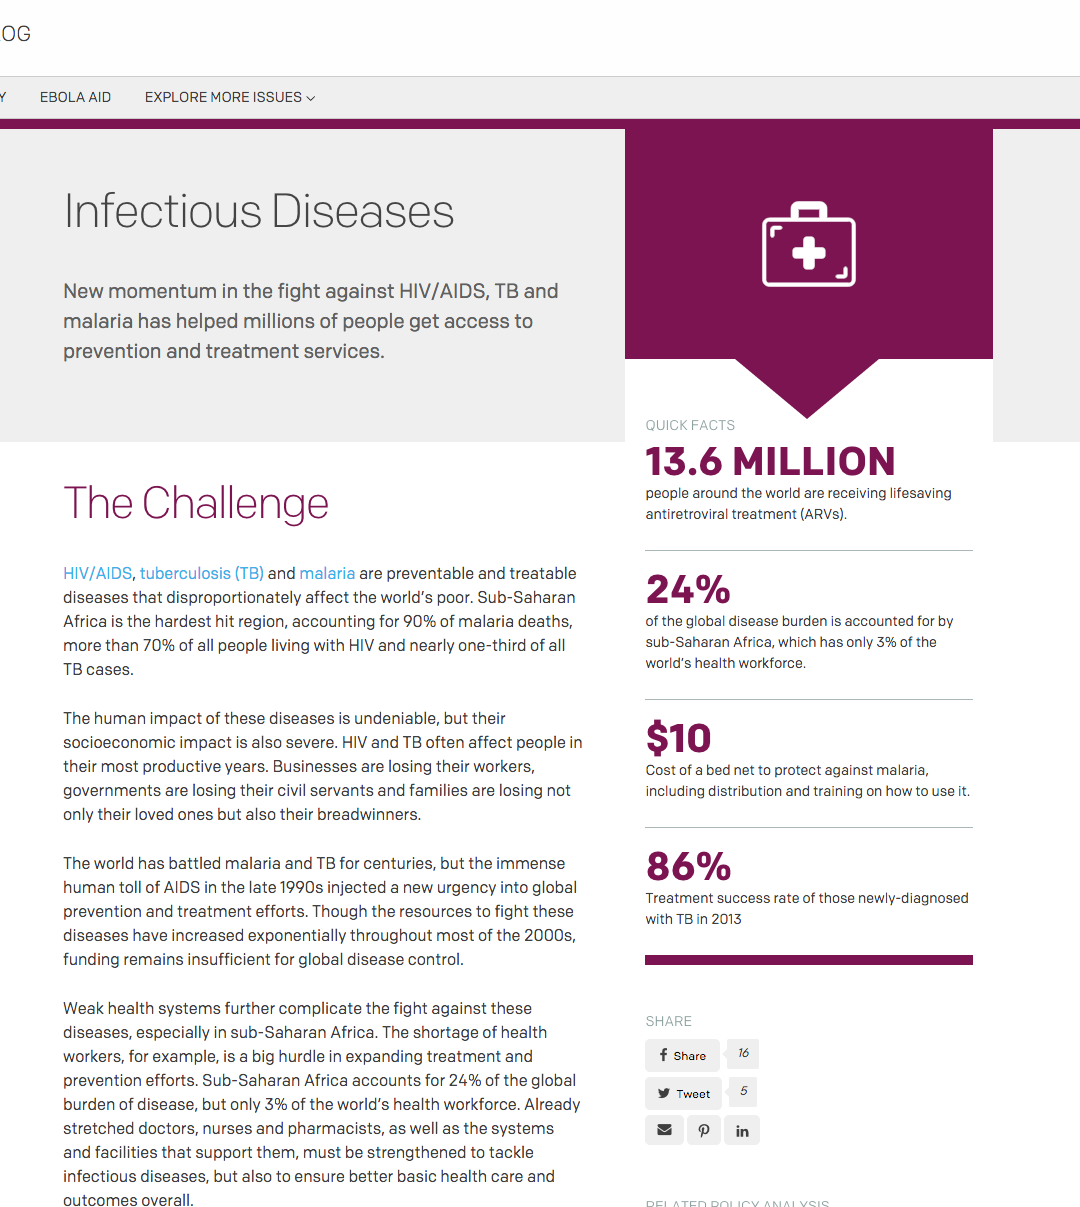 OG
Y
EBOLA AID
EXPLORE MORE ISSUES
Infectious Diseases
New momentum in the fight against HIV/AIDS, TB and
malaria has helped millions of people get access to
prevention and treatment services.
The Challenge
HIV/AIDS, tuberculosis (TB) and malaria are preventable and treatable
diseases that disproportionately affect the world's poor. Sub-Saharan
Africa is the hardest hit region, accounting for 90% of malaria deaths,
more than 70% of all people living with HIV and nearly one-third of all
TB cases.
The human impact of these diseases is undeniable, but their
socioeconomic impact is also severe. HIV and TB often affect people in
their most productive years. Businesses are losing their workers,
governments are losing their civil servants and families are losing not
only their loved ones but also their breadwinners.
The world has battled malaria and TB for centuries, but the immense
human toll of AIDS in the late 1990s injected a new urgency into global
prevention and treatment efforts. Though the resources to fight these
diseases have increased exponentially throughout most of the 2000s,
funding remains insufficient for global disease control.
Weak health systems further complicate the fight against these
diseases, especially in sub-Saharan Africa. The shortage of health
workers, for example, is a big hurdle in expanding treatment and
prevention efforts. Sub-Saharan Africa accounts for 24% of the global
burden of disease, but only 3% of the world's health workforce. Already
stretched doctors, nurses and pharmacists, as well as the systems
and facilities that support them, must be strengthened to tackle
infectious diseases, but also to ensure better basic health care and
outcomes overall.
QUICK FACTS
13.6 MILLION
people around the world are receiving lifesaving
antiretroviral treatment (ARVs).
24%
of the global disease burden is accounted for by
sub-Saharan Africa, which has only 3% of the
world's health workforce.
$10
Cost of a bed net to protect against malaria,
including distribution and training on how to use it.
86%
Treatment success rate of those newly-diagnosed
with TB in 2013
SHARE
Share 16
Tweet 5
RELATED POLICY ANALYSIS